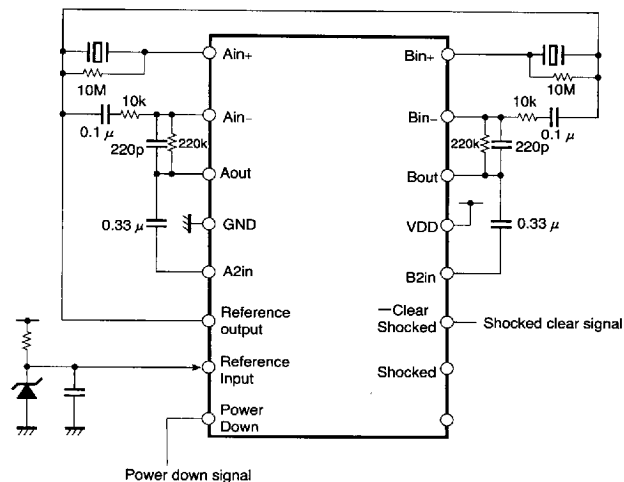 Ain+
Bin+
10M
10M
10k
10k
Ain−
Bin−
0.1 μ
0.1 μ
220p
220k
220k
220p
Aout
Bout
0.33 μ
GND
VDD
0.33 μ
A2in
B2in
Reference
output
−Clear
Shocked
Shocked clear signal
Reference
Input
Shocked
Power
Down
Power down signal